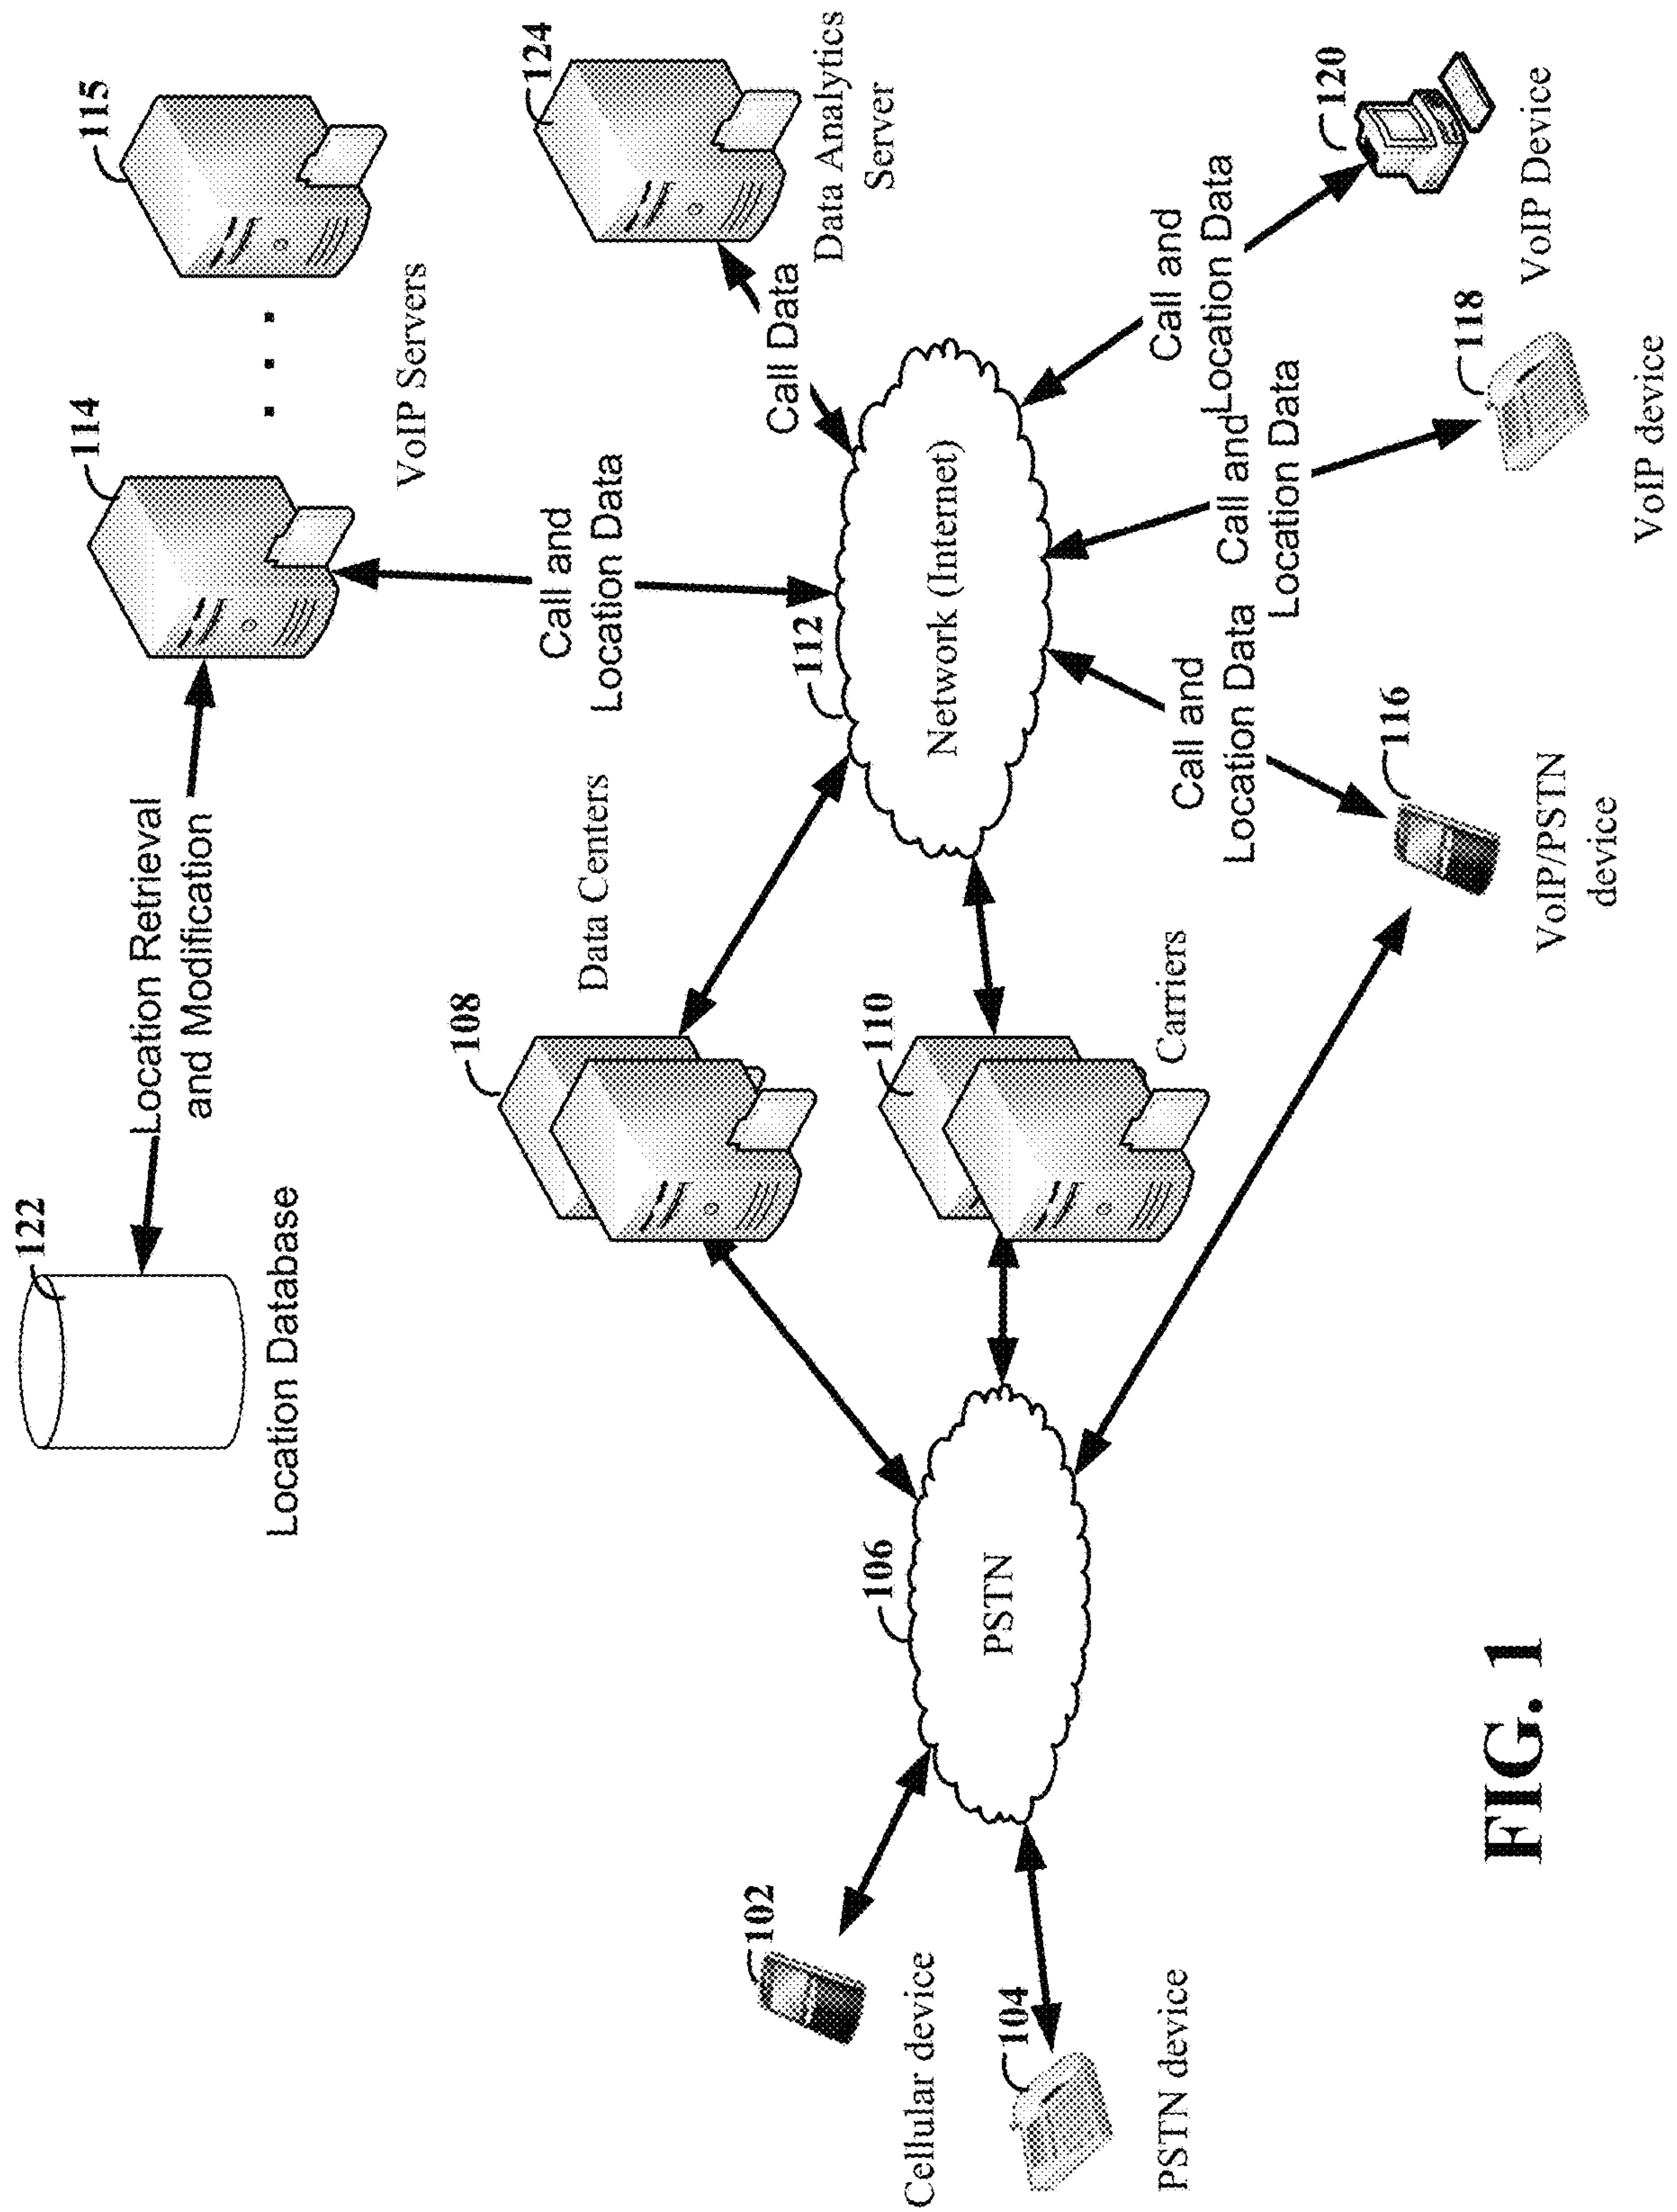 122
Location Database
Location Retrieval
and Modification
114
115
VoIP Servers
Call and
Location Data
124
Data Analytics
Server
Call Data
108
Data Centers
112
Network (Internet)
110
Carriers
106
PSTN
102
Cellular device
104
PSTN device
Call and
Location Data
116
VoIP/PSTN
device
Call and
Location Data
118
VoIP device
Call and
Location Data
120
VoIP Device
FIG. 1